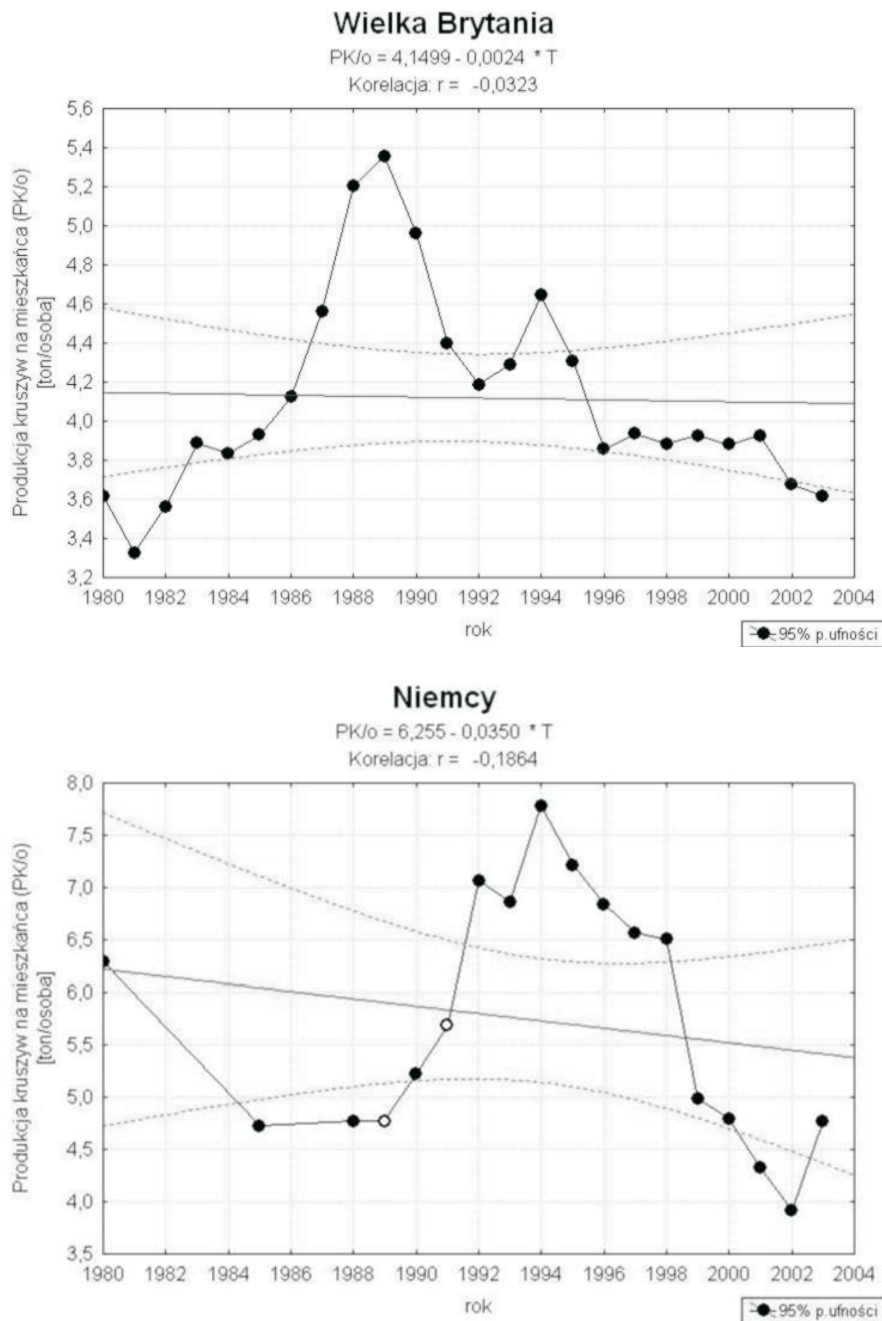 Wielka Brytania
PK/o = 4,1499 - 0,0024 * T
Korelacja: r = -0,0323
Produkcja kruszyw na mieszkańca (PK/o)
[ton/osoba]
5,6
5,4
5,2
5,0
4,8
4,6
4,4
4,2
4,0
3,8
3,6
3,4
3,2
1980 1982 1984 1986 1988 1990 1992 1994 1996 1998 2000 2002 2004
rok
95% p.ufności
Niemcy
PK/o = 6,255 - 0,0350 * T
Korelacja: r = -0,1864
Produkcja kruszyw na mieszkańca (PK/o)
[ton/osoba]
8,0
7,5
7,0
6,5
6,0
5,5
5,0
4,5
4,0
3,5
1980 1982 1984 1986 1988 1990 1992 1994 1996 1998 2000 2002 2004
rok
95% p.ufności